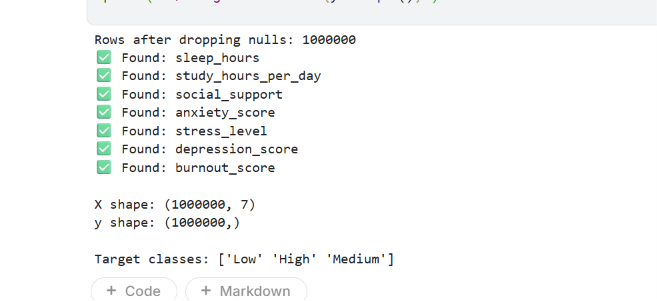 Rows after dropping nulls: 1000000
✅ Found: sleep_hours
✅ Found: study_hours_per_day
✅ Found: social_support
✅ Found: anxiety_score
✅ Found: stress_level
✅ Found: depression_score
✅ Found: burnout_score
X shape: (1000000, 7)
y shape: (1000000,)
Target classes: ['Low' 'High' 'Medium']
+ Code + Markdown